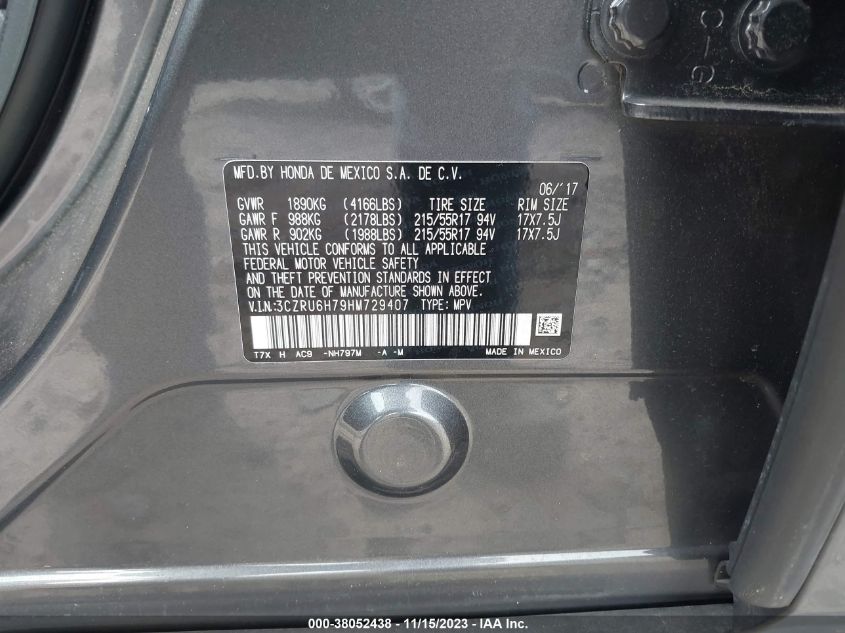 MFD.BY HONDA DE MEXICO S.A. DE C.V.
06/'17
GVWR 1890KG (4166LBS) TIRE SIZE RIM SIZE
GAWR F 988KG (2178LBS) 215/55R17 94V 17X7.5J
GAWR R 902KG (1988LBS) 215/55R17 94V 17X7.5J
THIS VEHICLE CONFORMS TO ALL APPLICABLE
FEDERAL MOTOR VEHICLE SAFETY
AND THEFT PREVENTION STANDARDS IN EFFECT
ON THE DATE OF MANUFACTURE SHOWN ABOVE.
V.I.N.:3CZRU6H79HM729407 TYPE: MPV
T7X H AC9 -NH797M -A -M MADE IN MEXICO
000-38052438 - 11/15/2023 - © IAA, Inc.